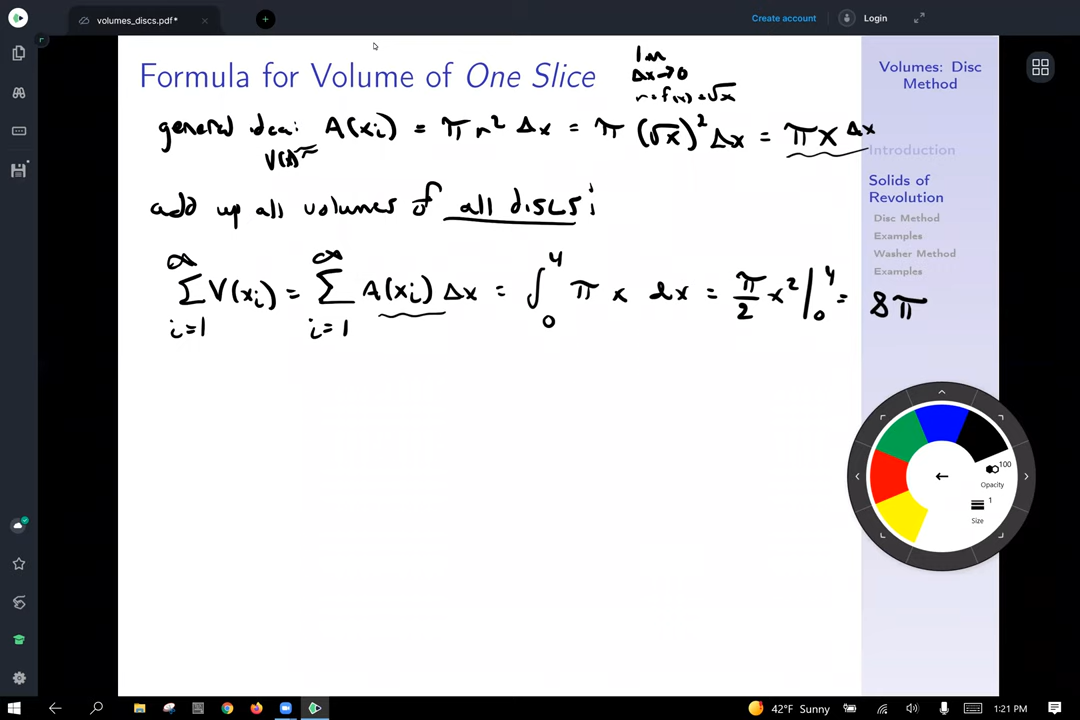 volumes_discs.pdf*
Create account
Login
Formula for Volume of One Slice
lim
Δx→0
r=f(x)=√x
general idea: A(xi) = πr² Δx = π (√x)² Δx = πx Δx
V(xi) =
add up all volumes of all discs i
∞ ∑ i=1 V(xi) = ∞ ∑ i=1 A(xi) Δx = ∫₀⁴ π x dx = π/2 x² |₀⁴ = 8π
Volumes: Disc
Method
Introduction
Solids of
Revolution
Disc Method
Examples
Washer Method
Examples
100
Opacity
1
Size
42°F Sunny
1:21 PM